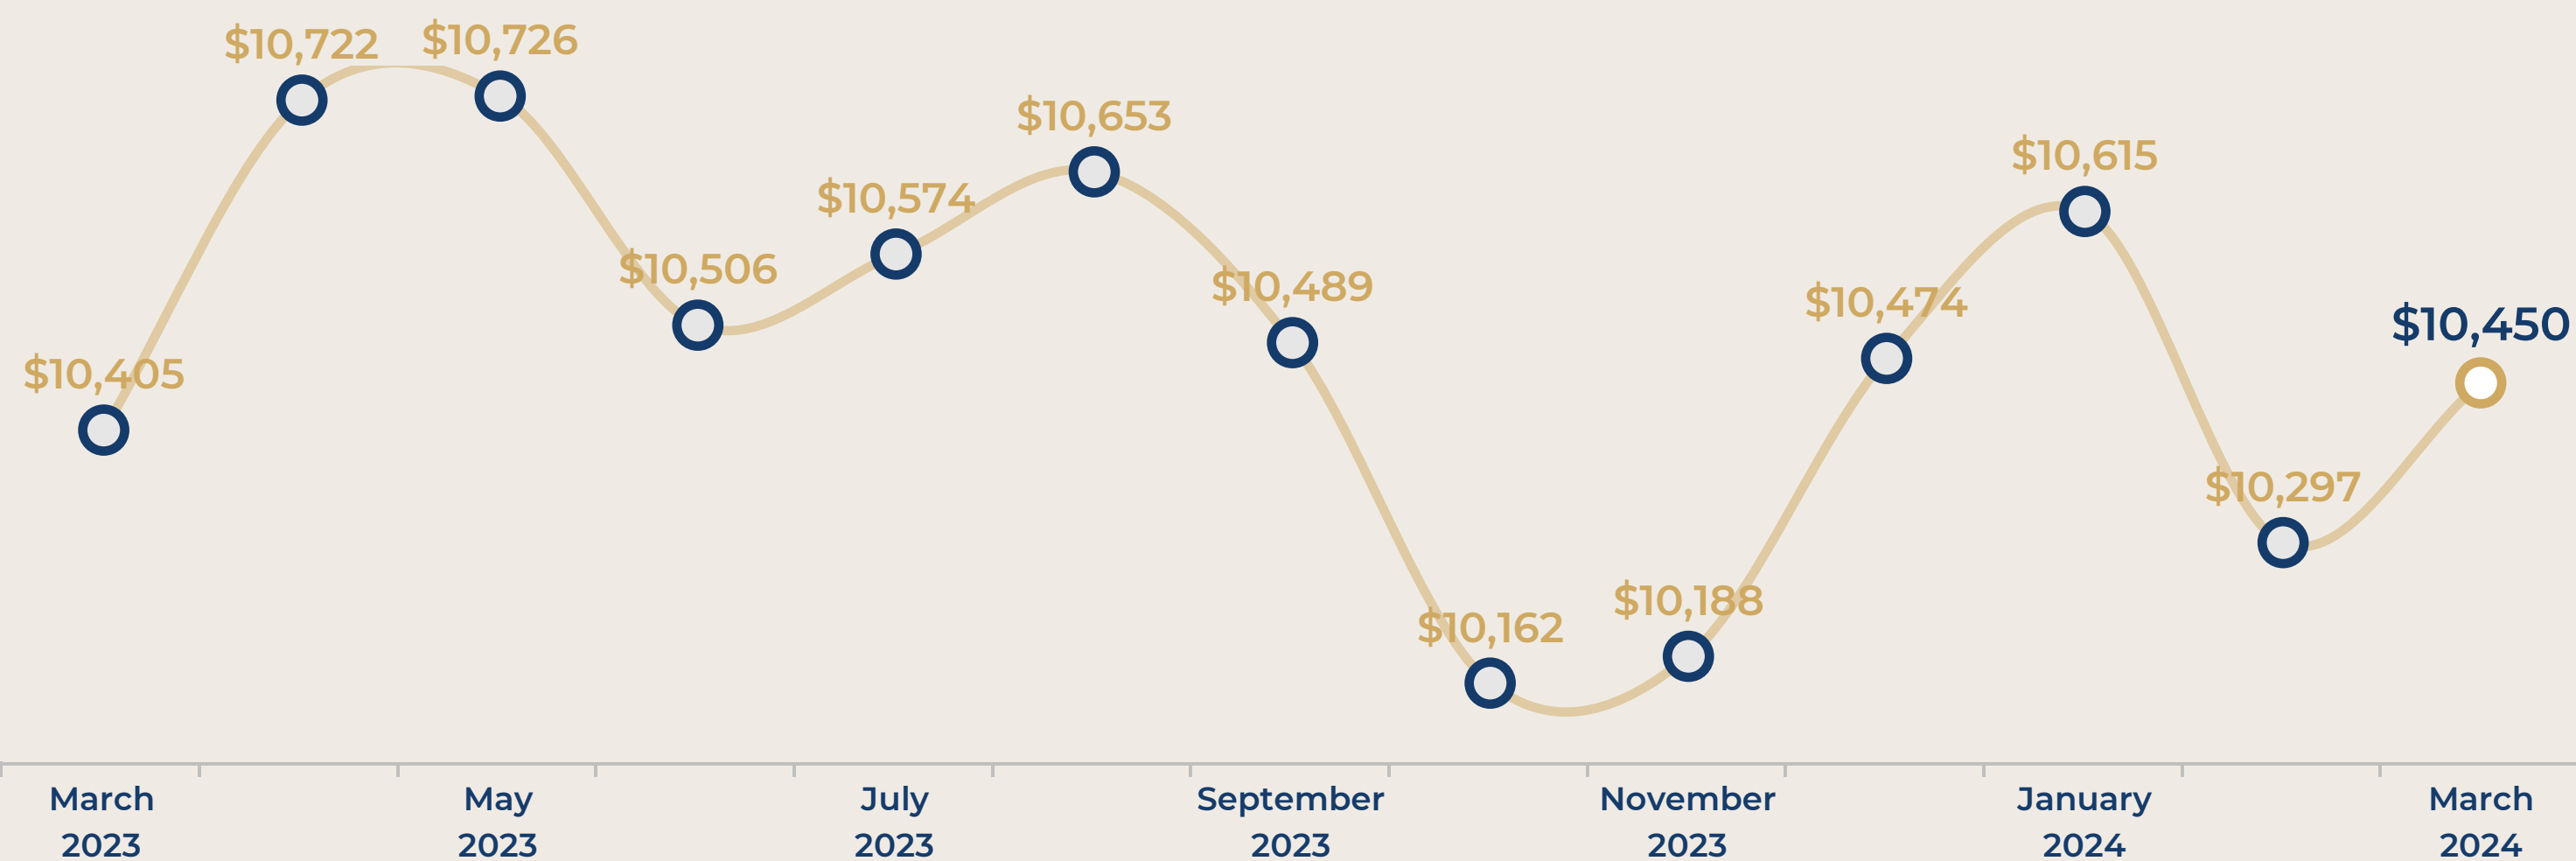 $10,405
$10,722
$10,726
$10,506
$10,574
$10,653
$10,489
$10,162
$10,188
$10,474
$10,615
$10,297
$10,450
March
2023
May
2023
July
2023
September
2023
November
2023
January
2024
March
2024